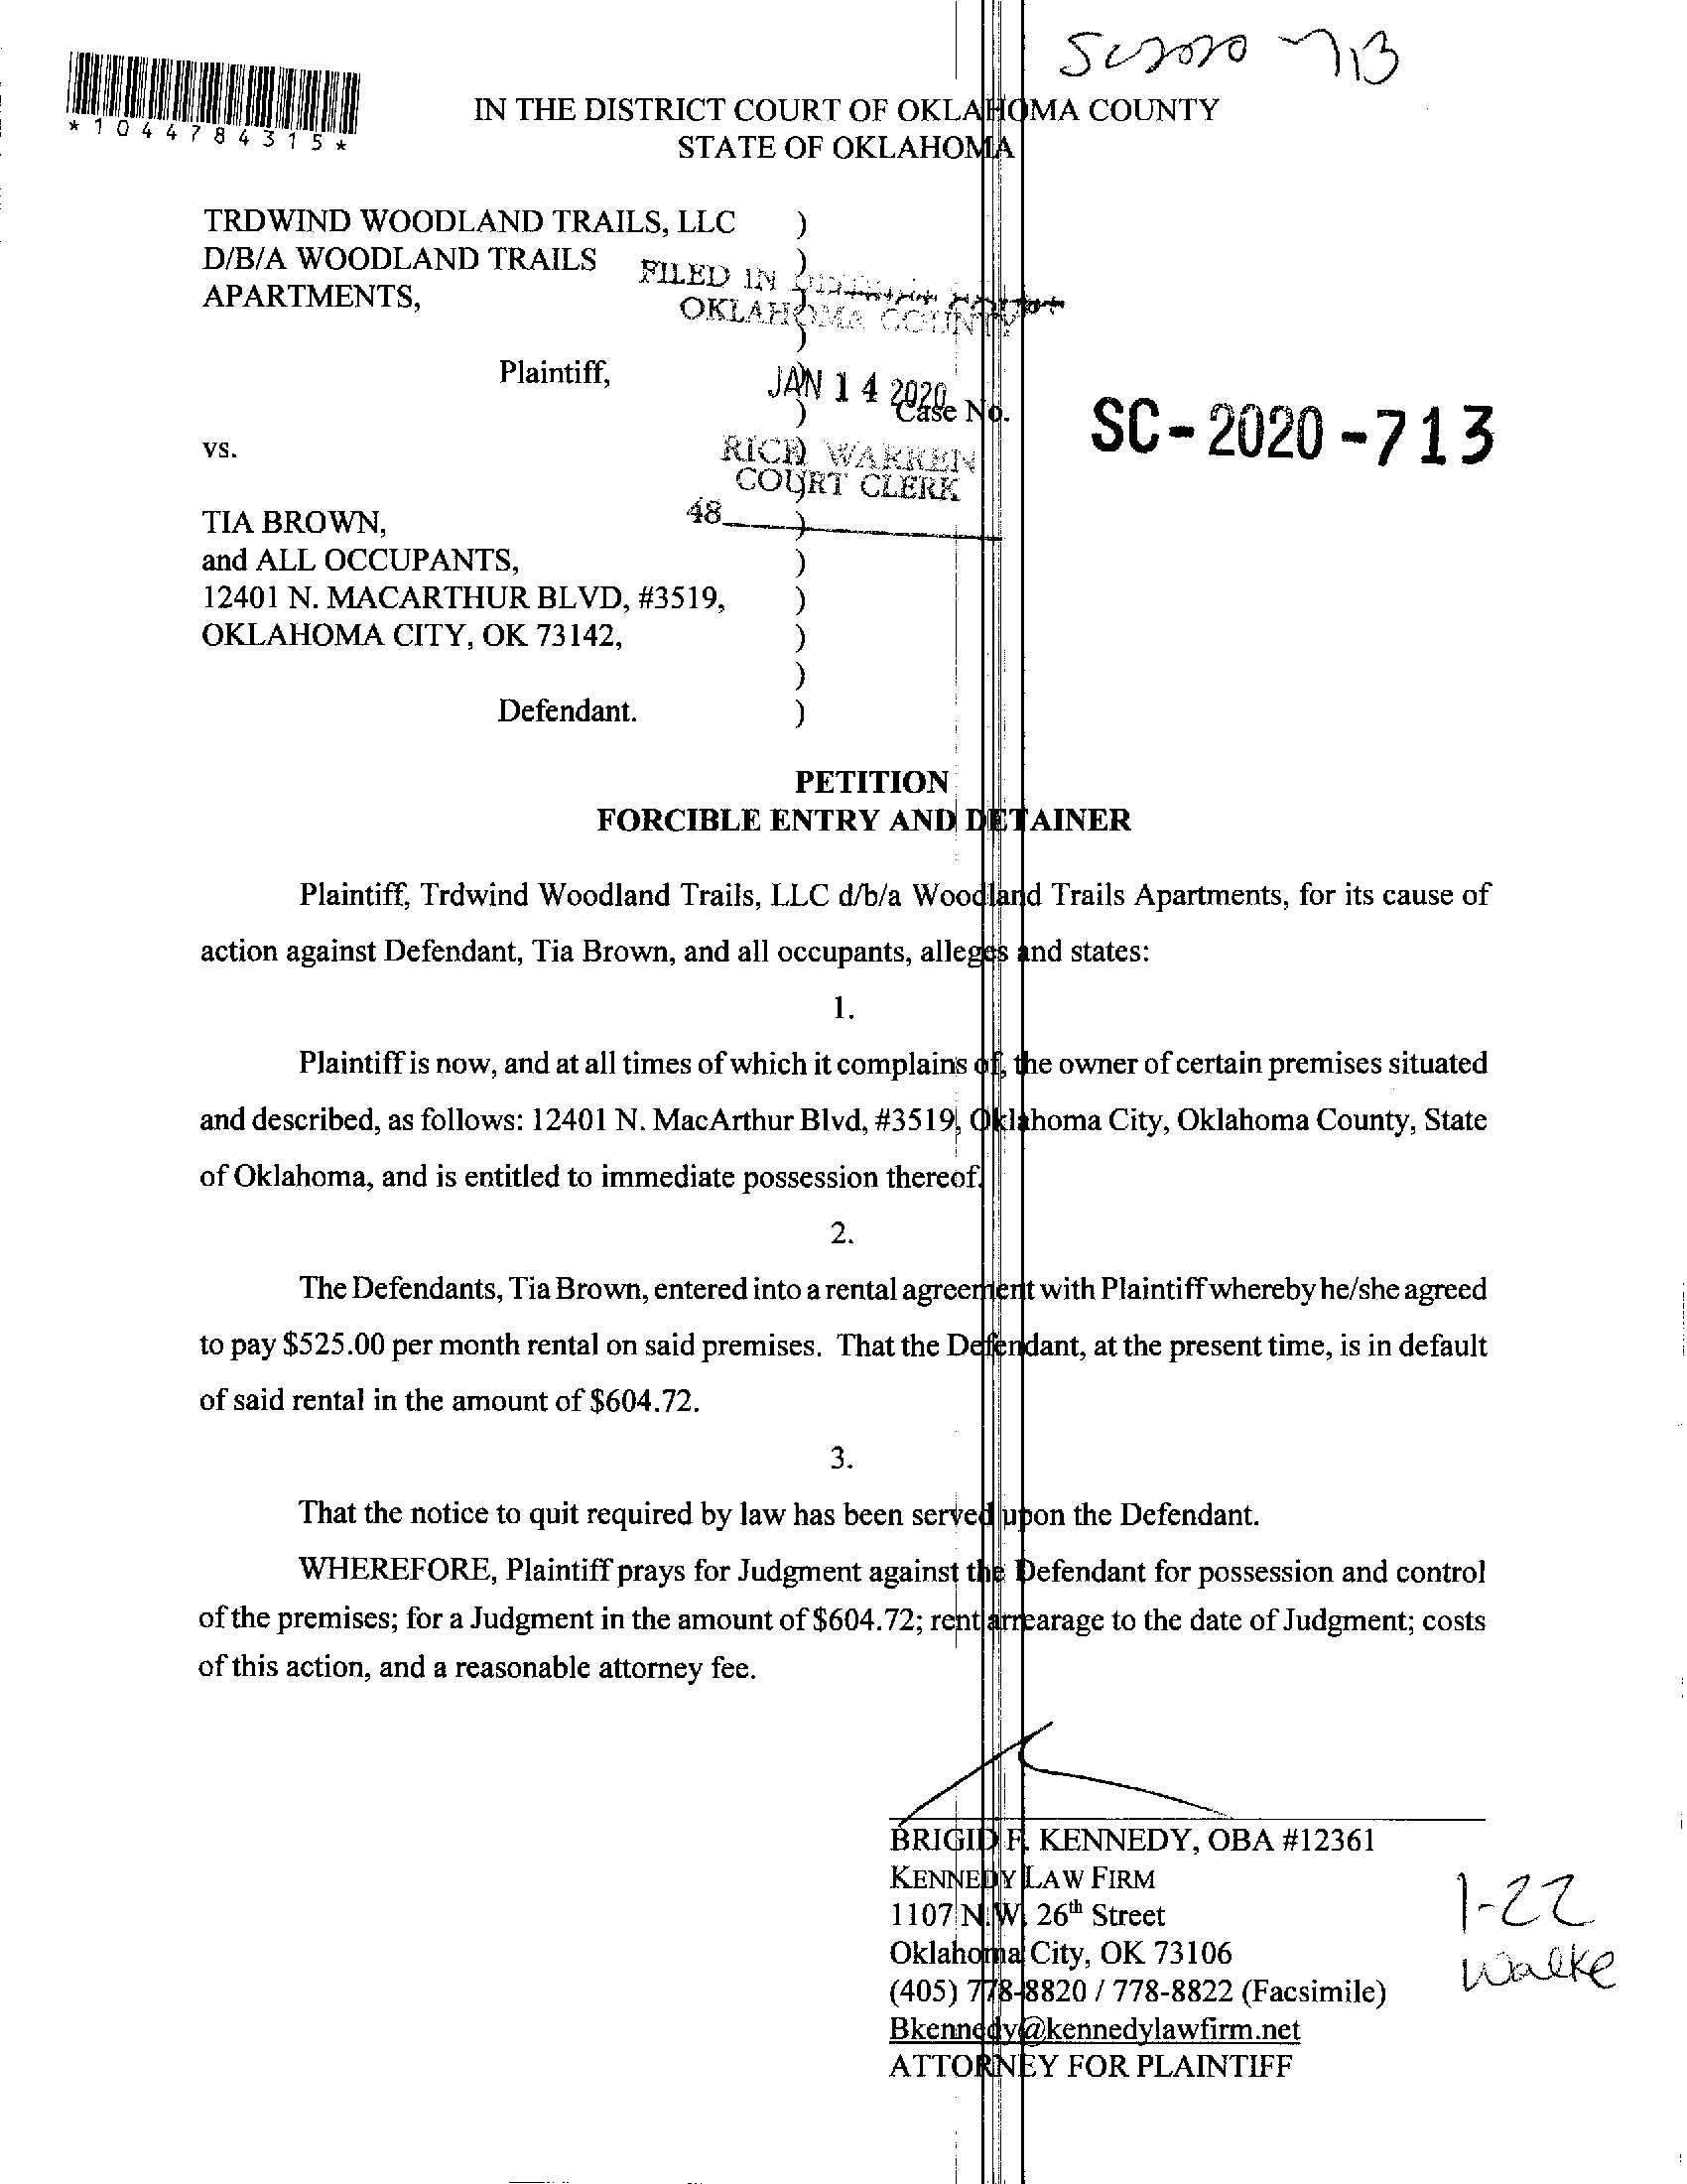 SC2020-713
*1044784315*
IN THE DISTRICT COURT OF OKLAHOMA COUNTY
STATE OF OKLAHOMA
TRDWIND WOODLAND TRAILS, LLC )
D/B/A WOODLAND TRAILS )
APARTMENTS, )
FILED IN DISTRICT COURT
OKLAHOMA COUNTY
)
Plaintiff, )
JAN 14 2020
) Case No. SC-2020-713
vs. )
RICK WARREN
COURT CLERK
48
TIA BROWN, )
and ALL OCCUPANTS, )
12401 N. MACARTHUR BLVD, #3519, )
OKLAHOMA CITY, OK 73142, )
)
Defendant. )
PETITION
FORCIBLE ENTRY AND DETAINER
Plaintiff, Trdwind Woodland Trails, LLC d/b/a Woodland Trails Apartments, for its cause of
action against Defendant, Tia Brown, and all occupants, alleges and states:
1.
Plaintiff is now, and at all times of which it complains of, the owner of certain premises situated
and described, as follows: 12401 N. MacArthur Blvd, #3519, Oklahoma City, Oklahoma County, State
of Oklahoma, and is entitled to immediate possession thereof.
2.
The Defendants, Tia Brown, entered into a rental agreement with Plaintiff whereby he/she agreed
to pay $525.00 per month rental on said premises. That the Defendant, at the present time, is in default
of said rental in the amount of $604.72.
3.
That the notice to quit required by law has been served upon the Defendant.
WHEREFORE, Plaintiff prays for Judgment against the Defendant for possession and control
of the premises; for a Judgment in the amount of $604.72; rent arrearage to the date of Judgment; costs
of this action, and a reasonable attorney fee.
BRIGID F. KENNEDY, OBA #12361
KENNEDY LAW FIRM
1107 N.W. 26th Street
Oklahoma City, OK 73106
(405) 778-8820 / 778-8822 (Facsimile)
Bkennedy@kennedylawfirm.net
ATTORNEY FOR PLAINTIFF
1-22
Walke